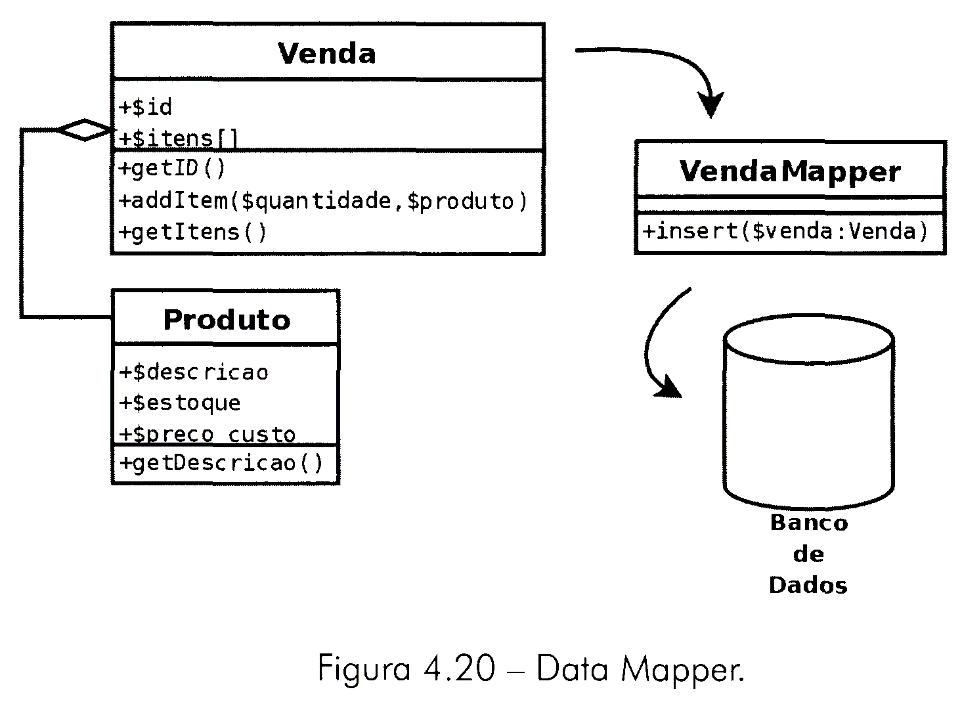 Venda
+$id
+$itens[]
+getID()
+addItem($quantidade,$produto)
+getItens()
VendaMapper
+insert($venda:Venda)
Produto
+$descricao
+$estoque
+$preco_custo
+getDescricao()
Banco
de
Dados
Figura 4.20 – Data Mapper.